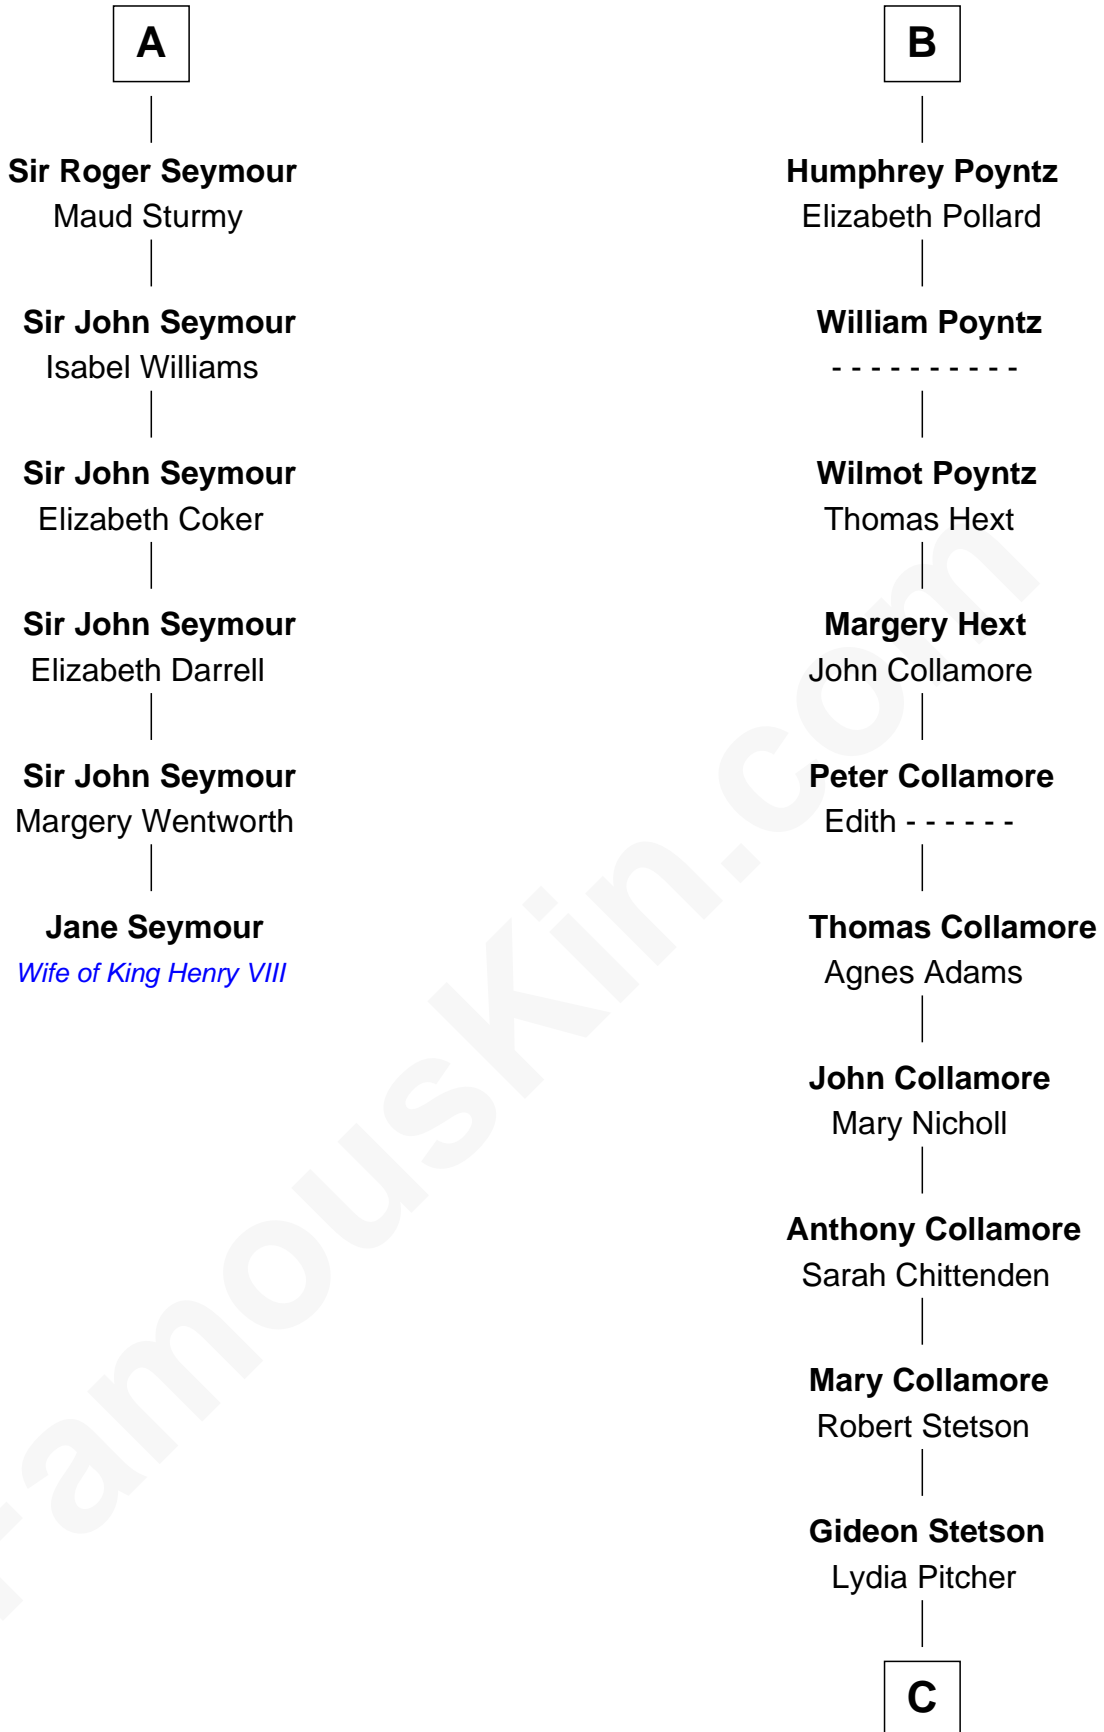 A
Sir Roger Seymour
Maud Sturmy
Sir John Seymour
Isabel Williams
Sir John Seymour
Elizabeth Coker
Sir John Seymour
Elizabeth Darrell
Sir John Seymour
Margery Wentworth
Jane Seymour
Wife of King Henry VIII
B
Humphrey Poyntz
Elizabeth Pollard
William Poyntz
- - - - - - - - - -
Wilmot Poyntz
Thomas Hext
Margery Hext
John Collamore
Peter Collamore
Edith - - - - - -
Thomas Collamore
Agnes Adams
John Collamore
Mary Nicholl
Anthony Collamore
Sarah Chittenden
Mary Collamore
Robert Stetson
Gideon Stetson
Lydia Pitcher
C
FamousKin.com